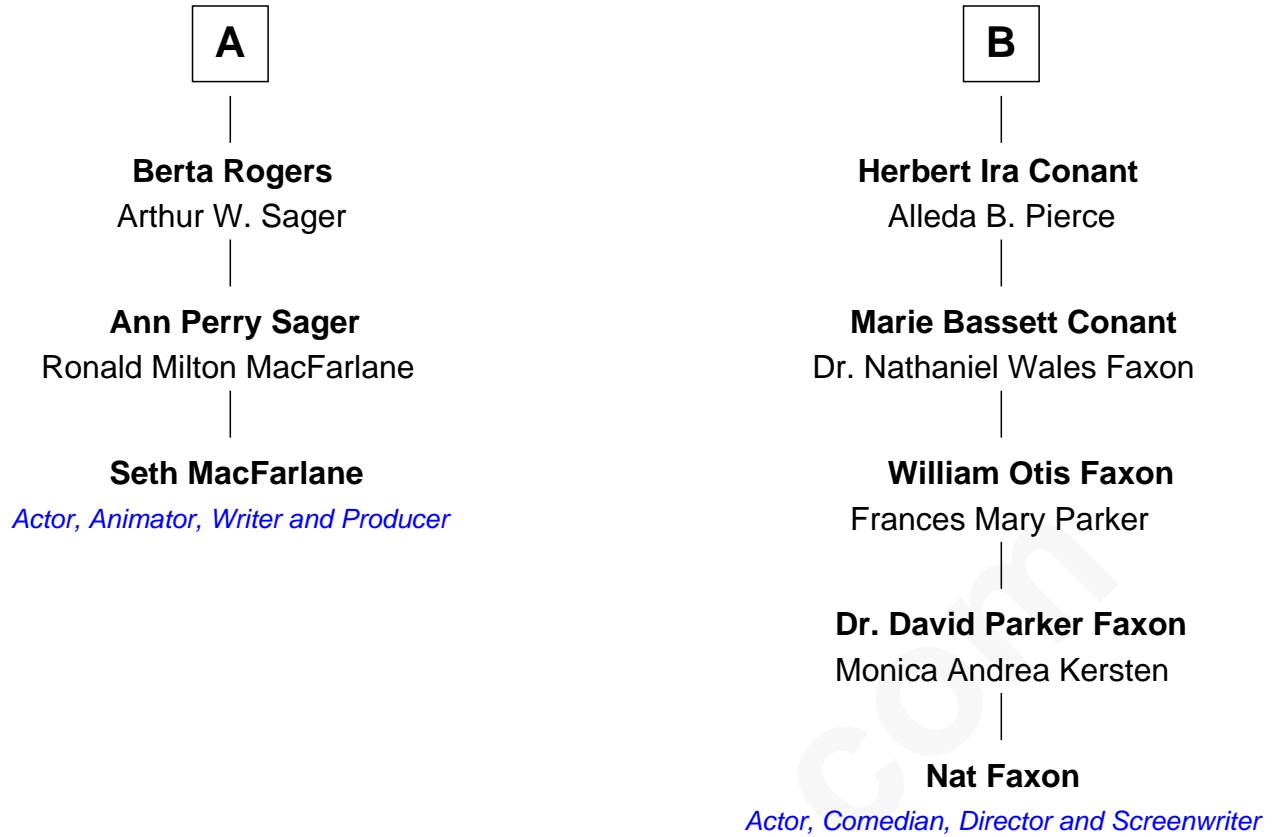 A
Berta Rogers
Arthur W. Sager
Ann Perry Sager
Ronald Milton MacFarlane
Seth MacFarlane
Actor, Animator, Writer and Producer
B
Herbert Ira Conant
Alleda B. Pierce
Marie Bassett Conant
Dr. Nathaniel Wales Faxon
William Otis Faxon
Frances Mary Parker
Dr. David Parker Faxon
Monica Andrea Kersten
Nat Faxon
Actor, Comedian, Director and Screenwriter
com